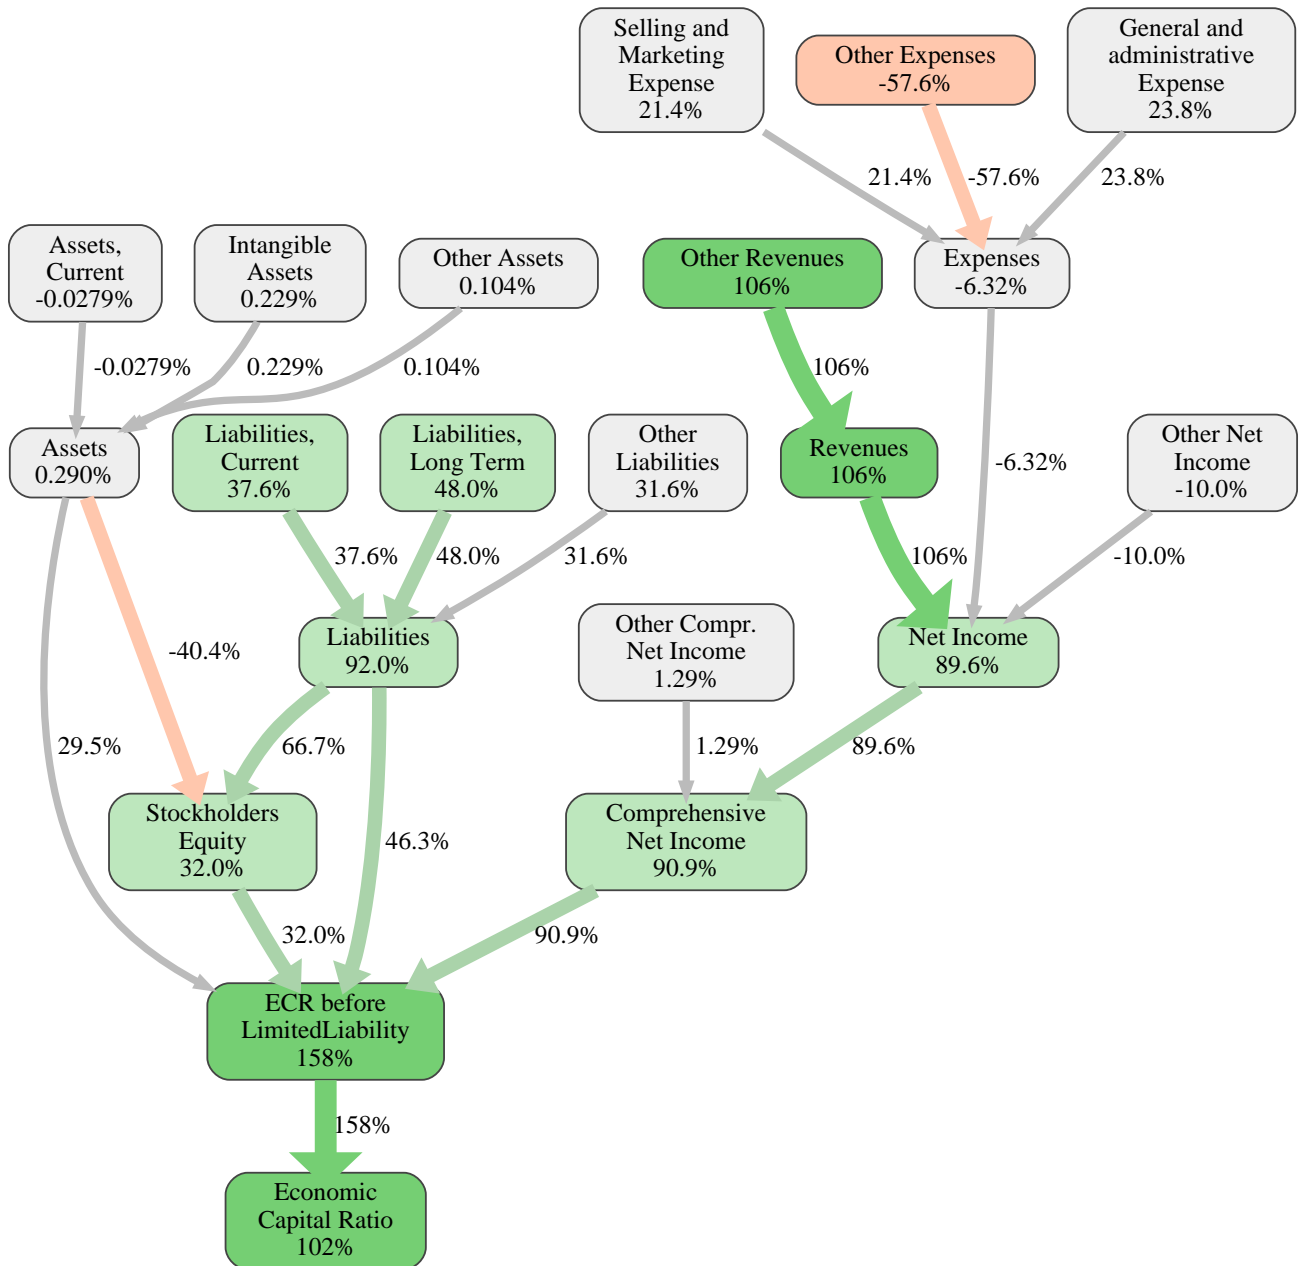 Selling and
Marketing
Expense
21.4%
Other Expenses
-57.6%
General and
administrative
Expense
23.8%
21.4%
-57.6%
23.8%
Assets,
Current
-0.0279%
Intangible
Assets
0.229%
Other Assets
0.104%
Other Revenues
106%
Expenses
-6.32%
-0.0279%
0.229%
0.104%
106%
Assets
0.290%
Liabilities,
Current
37.6%
Liabilities,
Long Term
48.0%
Other
Liabilities
31.6%
Revenues
106%
-6.32%
Other Net
Income
-10.0%
37.6%
48.0%
31.6%
106%
-10.0%
-40.4%
Liabilities
92.0%
Other Compr.
Net Income
1.29%
Net Income
89.6%
29.5%
66.7%
1.29%
89.6%
Stockholders
Equity
32.0%
46.3%
Comprehensive
Net Income
90.9%
32.0%
90.9%
ECR before
LimitedLiability
158%
158%
Economic
Capital Ratio
102%